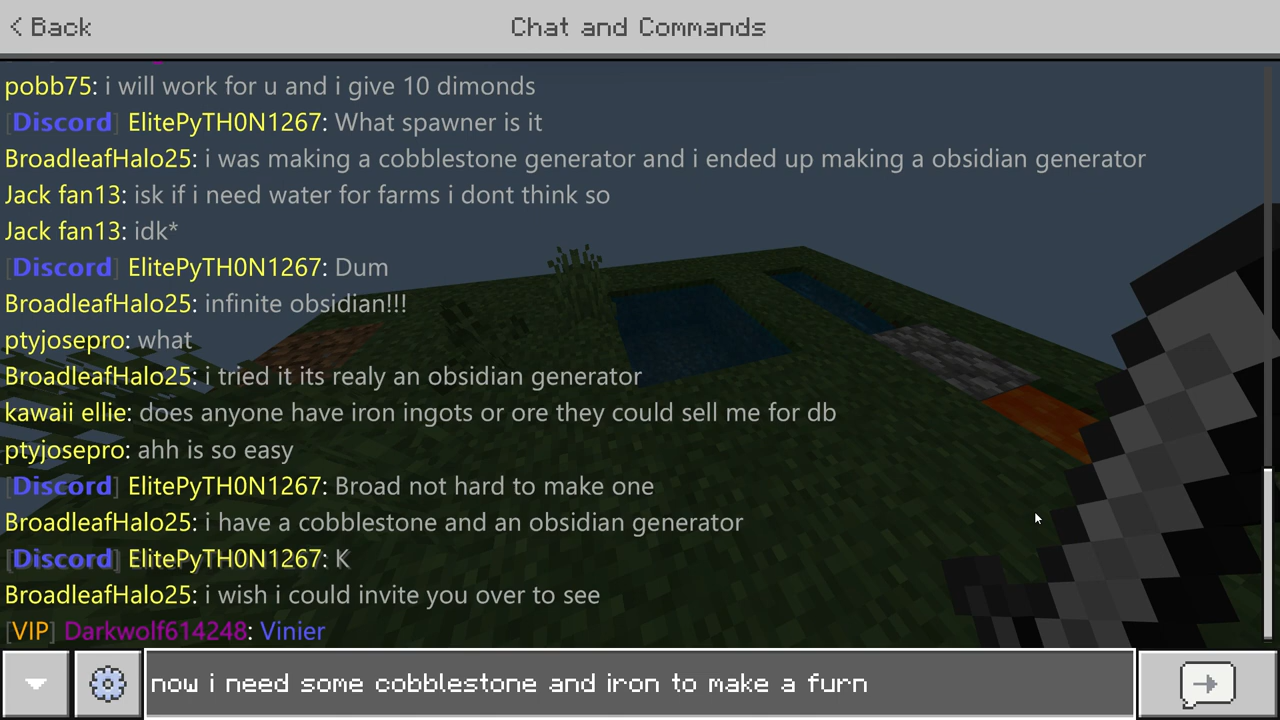 < Back
Chat and Commands
pobb75: i will work for u and i give 10 dimonds
[Discord] ElitePyTH0N1267: What spawner is it
BroadleafHalo25: i was making a cobblestone generator and i ended up making a obsidian generator
Jack fan13: isk if i need water for farms i dont think so
Jack fan13: idk*
[Discord] ElitePyTH0N1267: Dum
BroadleafHalo25: infinite obsidian!!!
ptyjosepro: what
BroadleafHalo25: i tried it its realy an obsidian generator
kawaii ellie: does anyone have iron ingots or ore they could sell me for db
ptyjosepro: ahh is so easy
[Discord] ElitePyTH0N1267: Broad not hard to make one
BroadleafHalo25: i have a cobblestone and an obsidian generator
[Discord] ElitePyTH0N1267: K
BroadleafHalo25: i wish i could invite you over to see
[VIP] Darkwolf614248: Vinier
now i need some cobblestone and iron to make a furn